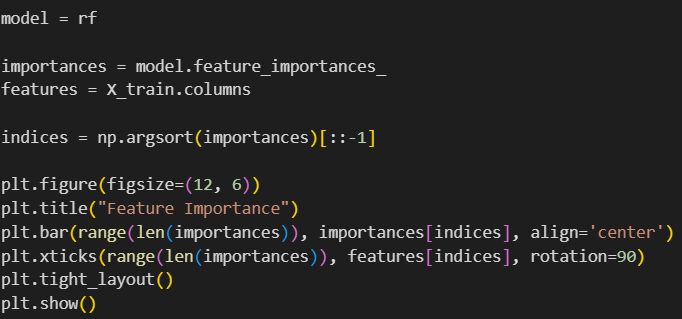 model = rf
importances = model.feature_importances_
features = X_train.columns
indices = np.argsort(importances)[::-1]
plt.figure(figsize=(12, 6))
plt.title("Feature Importance")
plt.bar(range(len(importances)), importances[indices], align='center')
plt.xticks(range(len(importances)), features[indices], rotation=90)
plt.tight_layout()
plt.show()